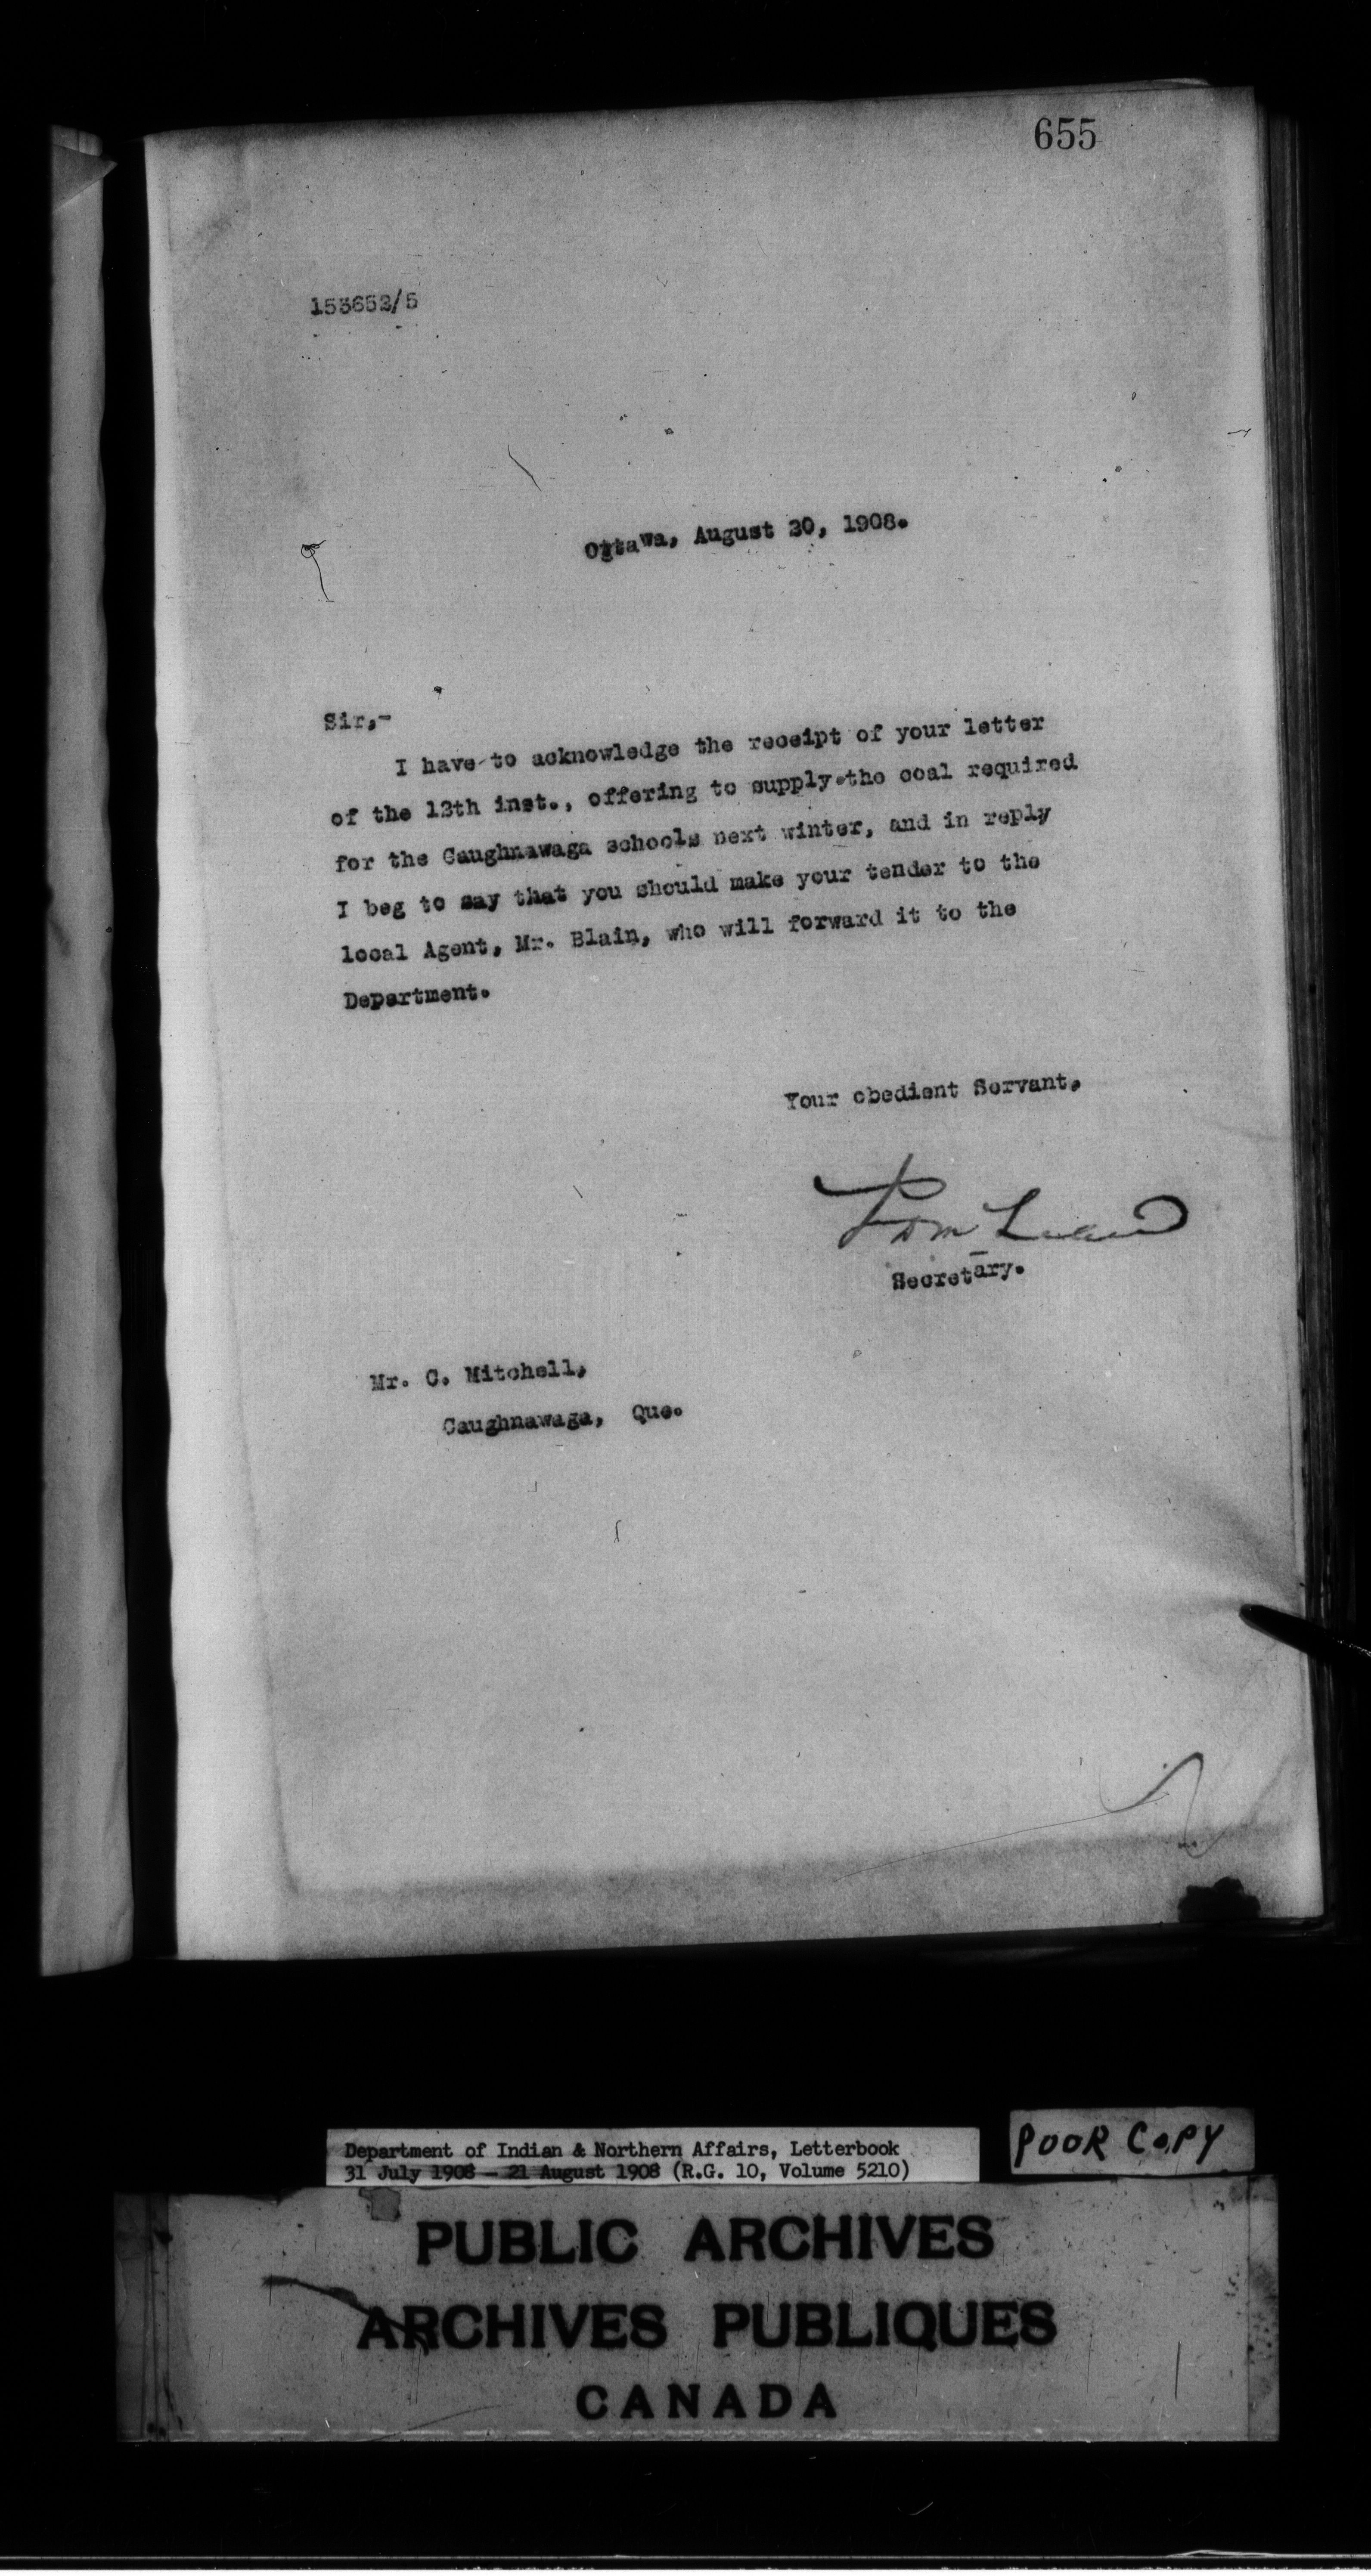 655
153652/5
Ottawa, August 20, 1908.
Sir,-
I have to acknowledge the receipt of your letter
of the 12th inst., offering to supply the coal required
for the Caughnawaga schools next winter, and in reply
I beg to say that you should make your tender to the
local Agent, Mr. Blain, who will forward it to the
Department.
Your obedient Servant,
Secretary.
Mr. C. Mitchell,
Caughnawaga, Que.
Department of Indian & Northern Affairs, Letterbook
31 July 1908 - 21 August 1908 (R.G. 10, Volume 5210)
POOR COPY
PUBLIC ARCHIVES
ARCHIVES PUBLIQUES
CANADA